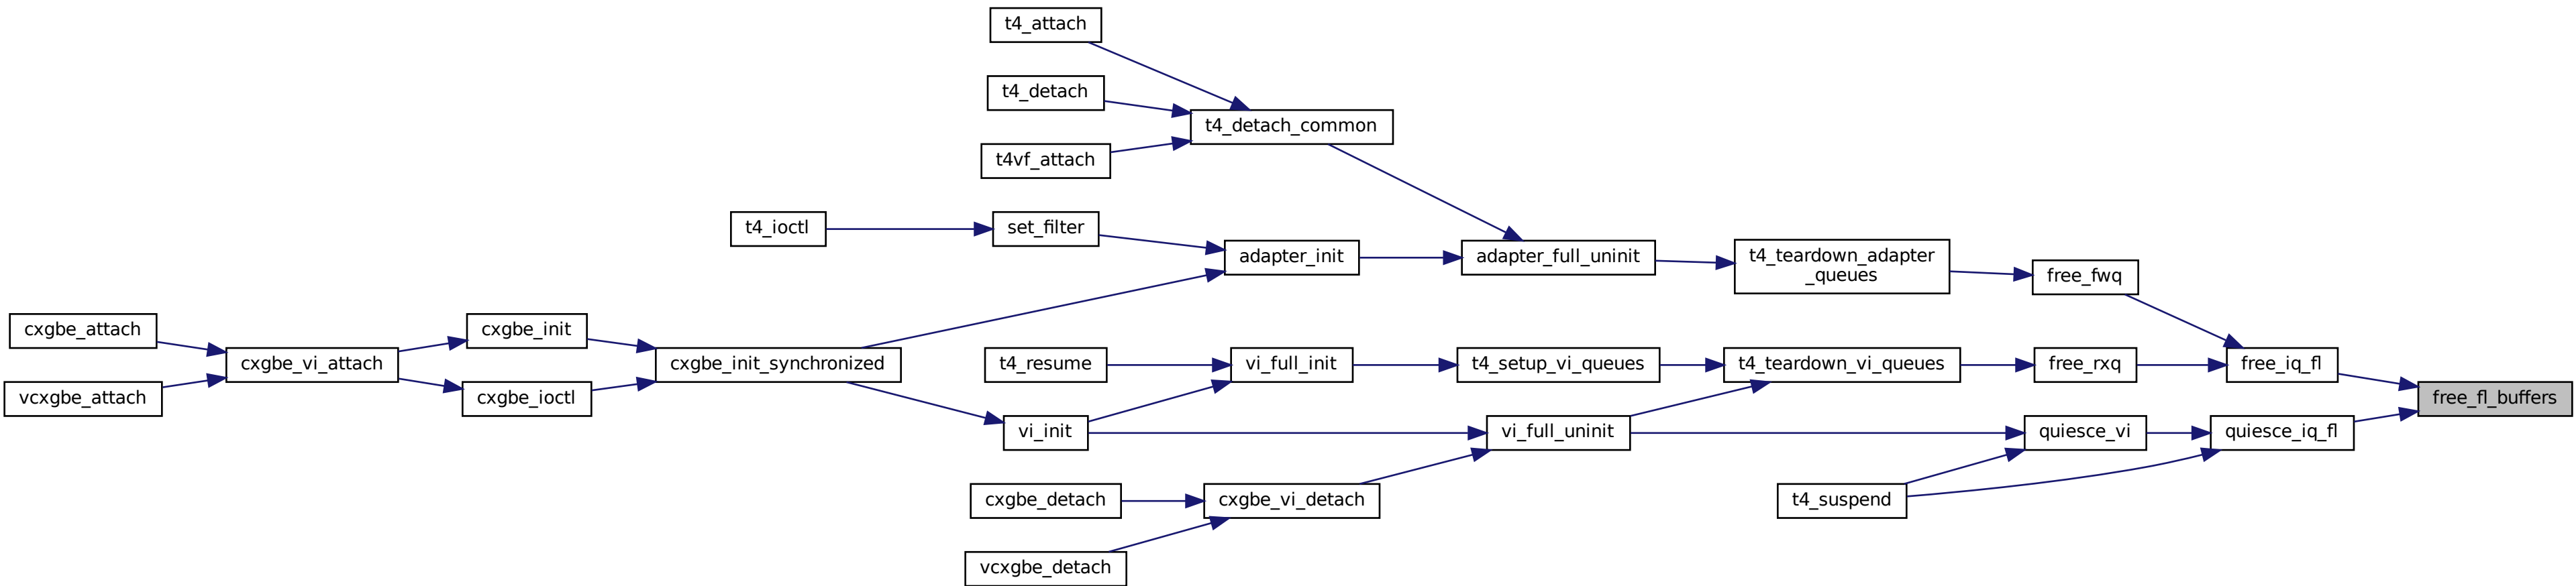 t4_attach
t4_detach
t4_detach_common
t4vf_attach
t4_ioctl
set_filter
adapter_init
adapter_full_uninit
t4_teardown_adapter
_queues
free_fwq
cxgbe_attach
cxgbe_init
cxgbe_vi_attach
cxgbe_init_synchronized
t4_resume
vi_full_init
t4_setup_vi_queues
t4_teardown_vi_queues
free_rxq
free_iq_fl
vcxgbe_attach
cxgbe_ioctl
free_fl_buffers
vi_init
vi_full_uninit
quiesce_vi
quiesce_iq_fl
cxgbe_detach
cxgbe_vi_detach
t4_suspend
vcxgbe_detach